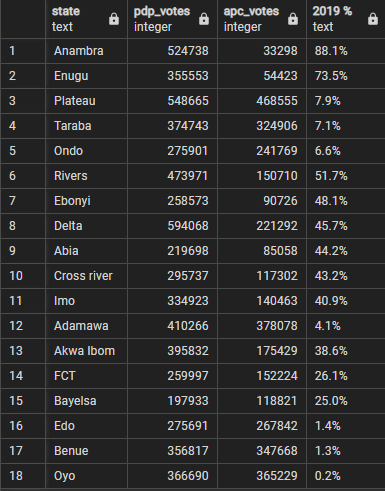 state pdp_votes apc_votes 2019 %
text integer integer text
1 Anambra 524738 33298 88.1%
2 Enugu 355553 54423 73.5%
3 Plateau 548665 468555 7.9%
4 Taraba 374743 324906 7.1%
5 Ondo 275901 241769 6.6%
6 Rivers 473971 150710 51.7%
7 Ebonyi 258573 90726 48.1%
8 Delta 594068 221292 45.7%
9 Abia 219698 85058 44.2%
10 Cross river 295737 117302 43.2%
11 Imo 334923 140463 40.9%
12 Adamawa 410266 378078 4.1%
13 Akwa Ibom 395832 175429 38.6%
14 FCT 259997 152224 26.1%
15 Bayelsa 197933 118821 25.0%
16 Edo 275691 267842 1.4%
17 Benue 356817 347668 1.3%
18 Oyo 366690 365229 0.2%